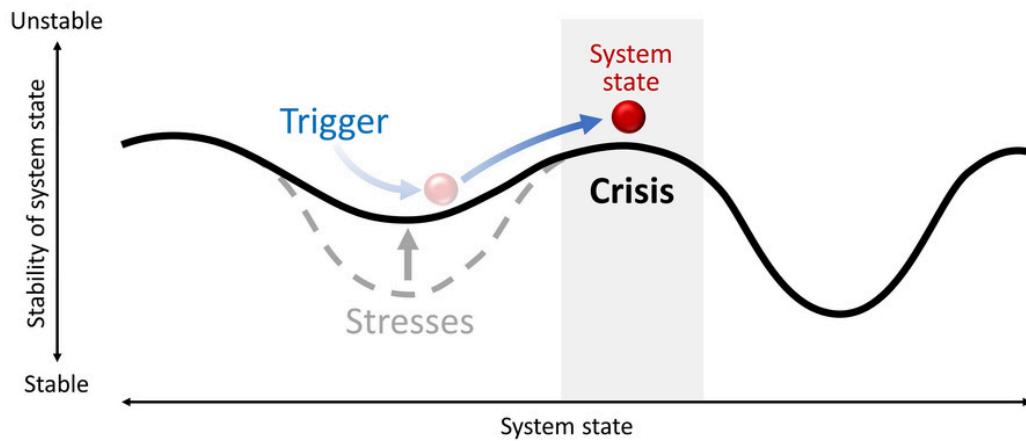 Unstable
Stability of system state
Stable
Trigger
Stresses
System
state
Crisis
System state